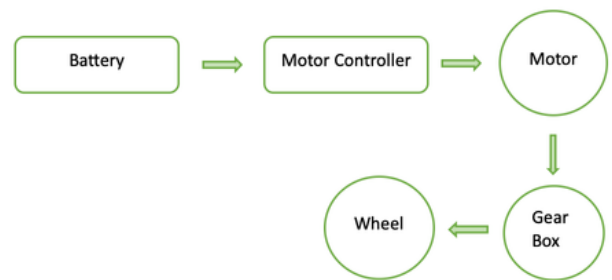 Battery
Motor Controller
Motor
Gear
Box
Wheel